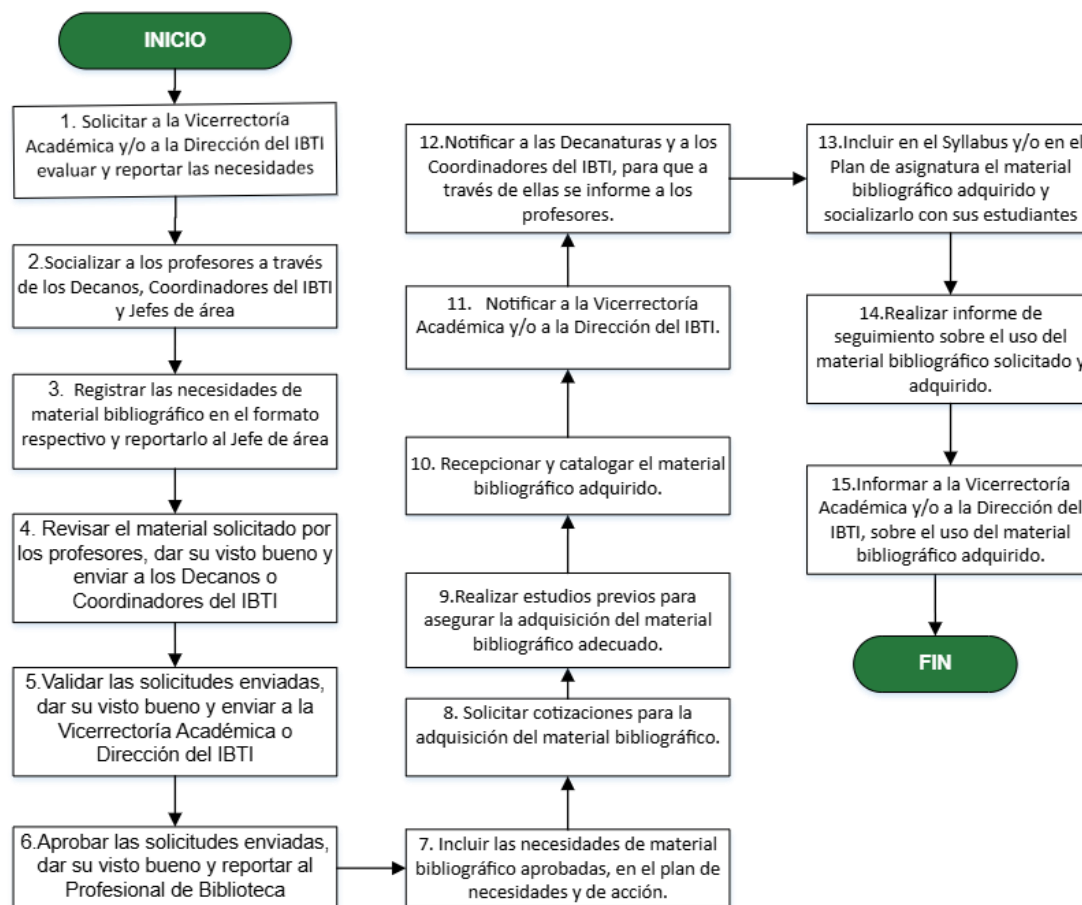 INICIO
1. Solicitar a la Vicerrectoría
Académica y/o a la Dirección del IBTI
evaluar y reportar las necesidades
2.Socializar a los profesores a través
de los Decanos, Coordinadores del IBTI
y Jefes de área
3. Registrar las necesidades de
material bibliográfico en el formato
respectivo y reportarlo al Jefe de área
4. Revisar el material solicitado por
los profesores, dar su visto bueno y
enviar a los Decanos o
Coordinadores del IBTI
5.Validar las solicitudes enviadas,
dar su visto bueno y enviar a la
Vicerrectoría Académica o
Dirección del IBTI
6.Aprobar las solicitudes enviadas,
dar su visto bueno y reportar al
Profesional de Biblioteca
7. Incluir las necesidades de material
bibliográfico aprobadas, en el plan de
necesidades y de acción.
8. Solicitar cotizaciones para la
adquisición del material bibliográfico.
9.Realizar estudios previos para
asegurar la adquisición del material
bibliográfico adecuado.
10. Recepcionar y catalogar el material
bibliográfico adquirido.
11. Notificar a la Vicerrectoría
Académica y/o a la Dirección del IBTI.
12.Notificar a las Decanaturas y a los
Coordinadores del IBTI, para que a
través de ellas se informe a los
profesores.
13.Incluir en el Syllabus y/o en el
Plan de asignatura el material
bibliográfico adquirido y
socializarlo con sus estudiantes
14.Realizar informe de
seguimiento sobre el uso del
material bibliográfico solicitado y
adquirido.
15.Informar a la Vicerrectoría
Académica y/o a la Dirección del
IBTI, sobre el uso del material
bibliográfico adquirido.
FIN